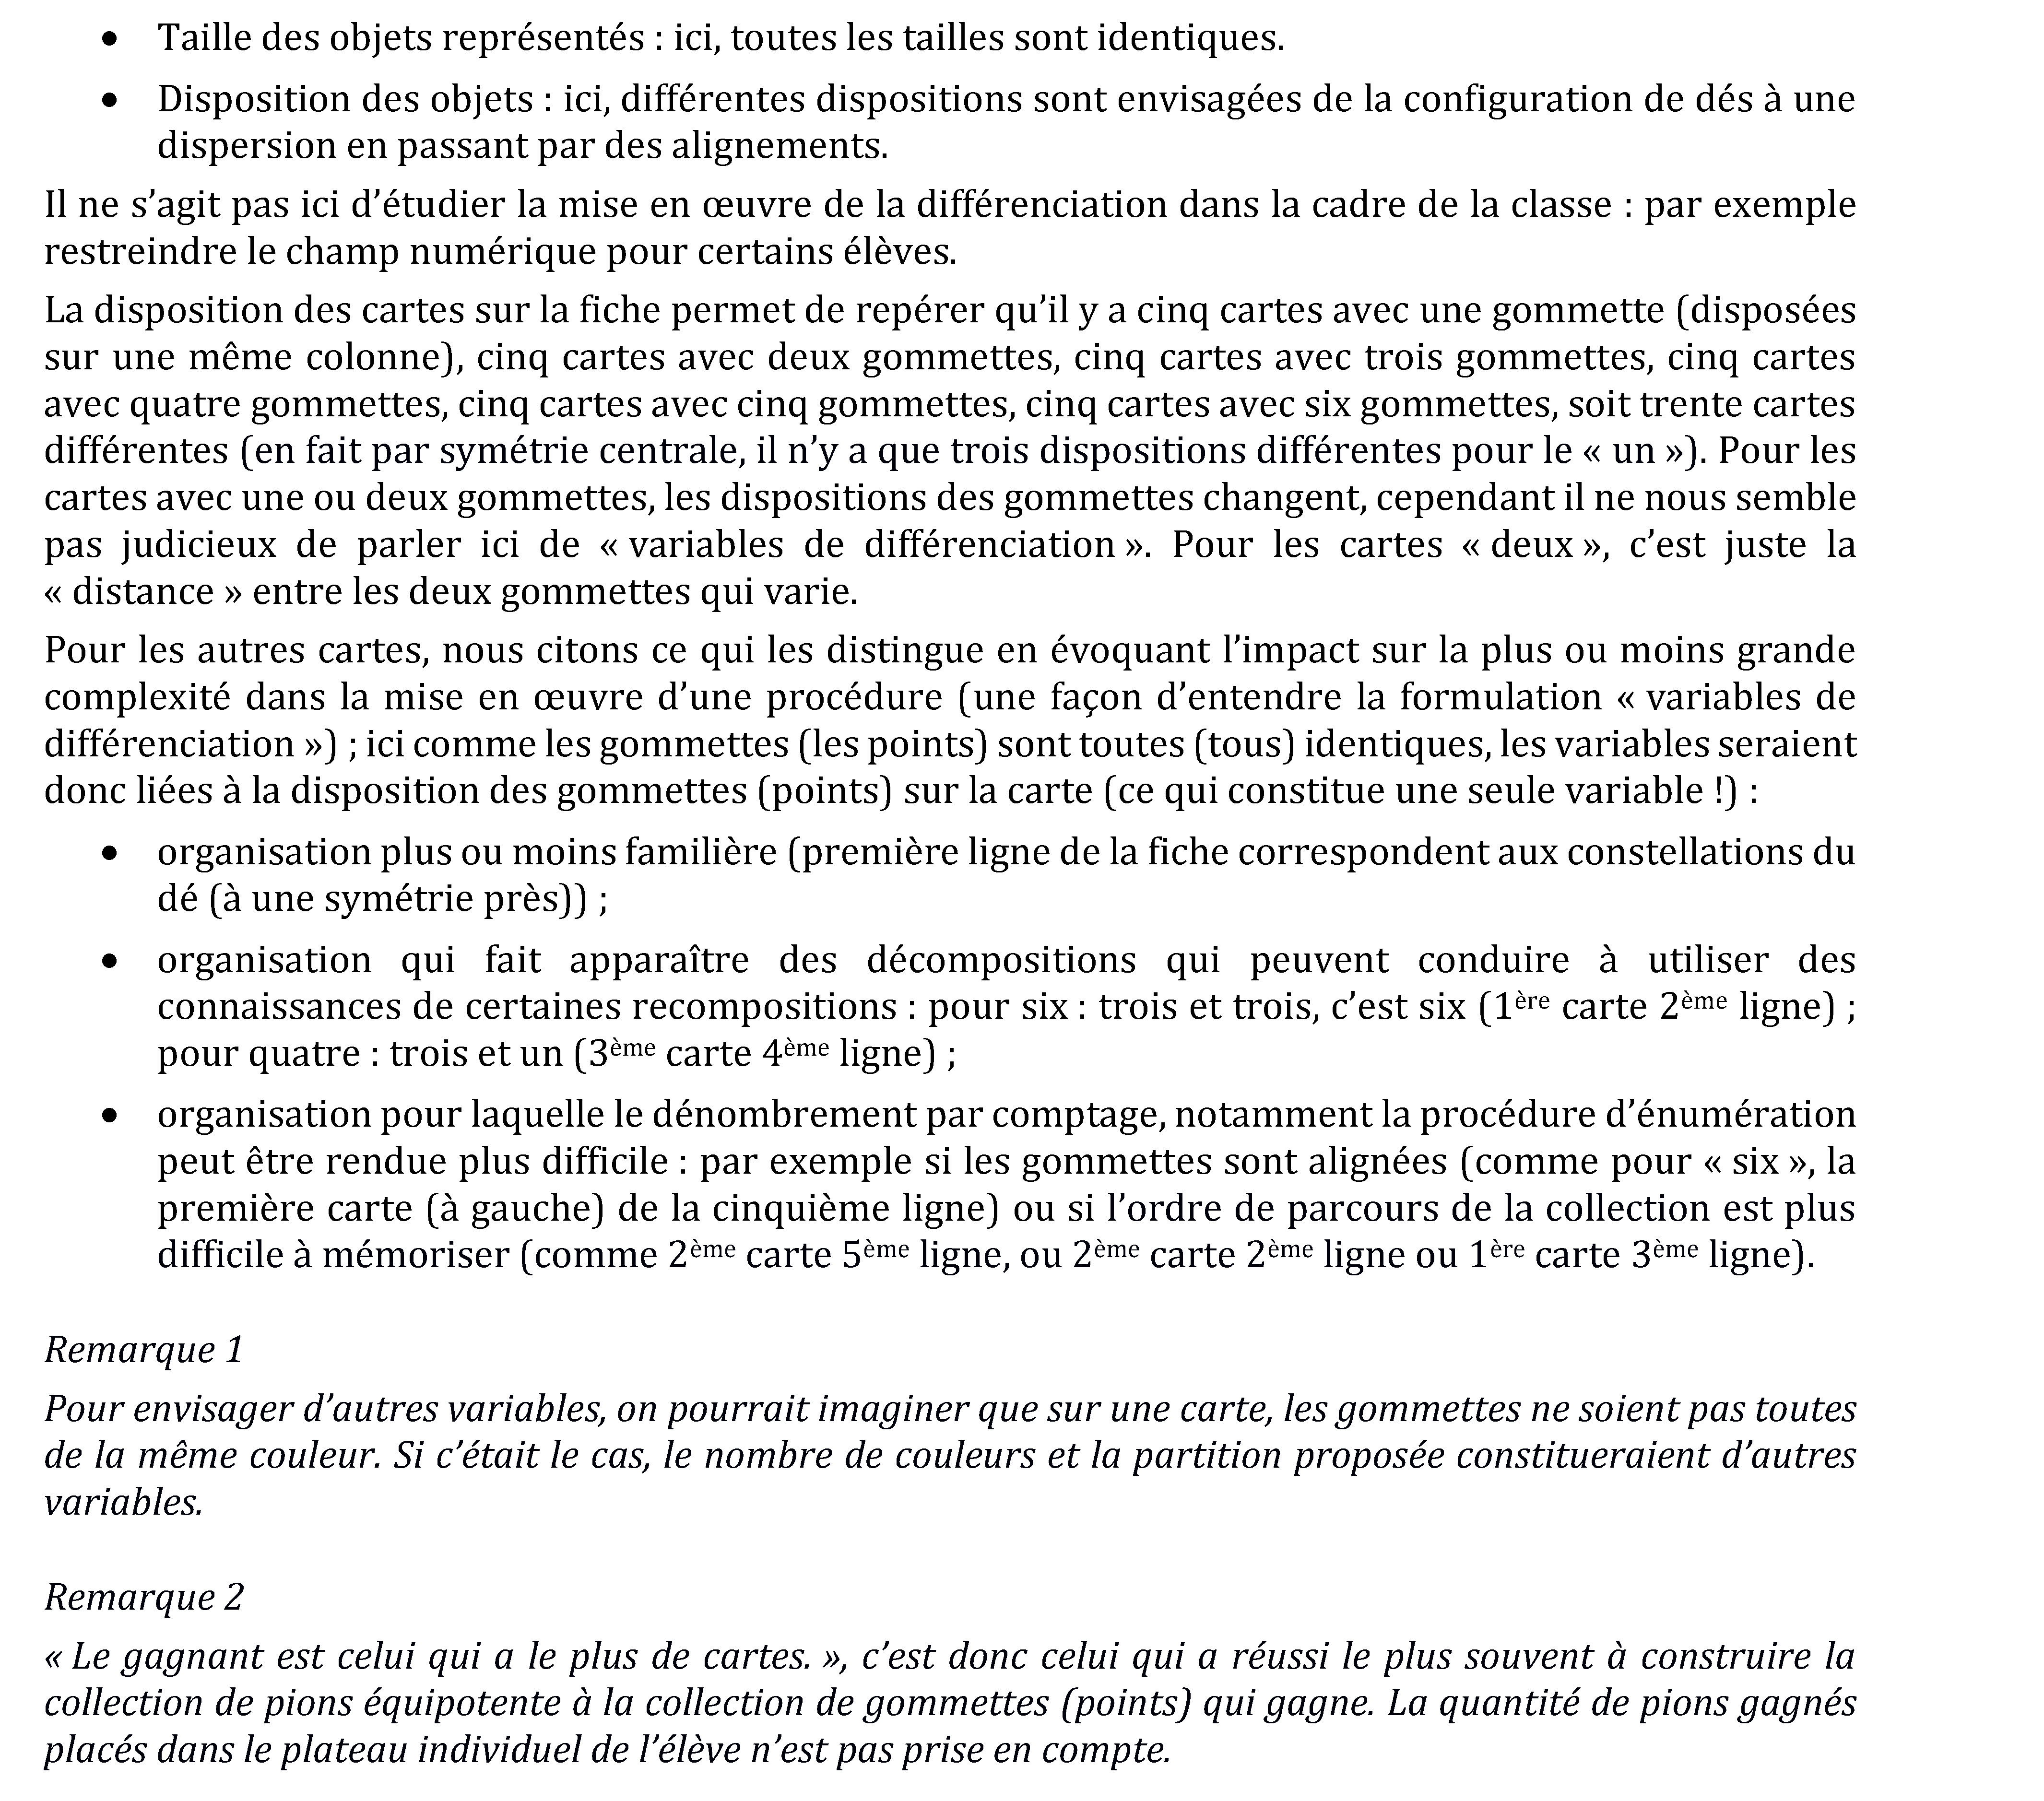 • Taille des objets représentés : ici, toutes les tailles sont identiques.
• Disposition des objets : ici, différentes dispositions sont envisagées de la configuration de dés à une
dispersion en passant par des alignements.
Il ne s’agit pas ici d’étudier la mise en œuvre de la différenciation dans la cadre de la classe : par exemple
restreindre le champ numérique pour certains élèves.
La disposition des cartes sur la fiche permet de repérer qu’il y a cinq cartes avec une gommette (disposées
sur une même colonne), cinq cartes avec deux gommettes, cinq cartes avec trois gommettes, cinq cartes
avec quatre gommettes, cinq cartes avec cinq gommettes, cinq cartes avec six gommettes, soit trente cartes
différentes (en fait par symétrie centrale, il n’y a que trois dispositions différentes pour le « un »). Pour les
cartes avec une ou deux gommettes, les dispositions des gommettes changent, cependant il ne nous semble
pas judicieux de parler ici de « variables de différenciation ». Pour les cartes « deux », c’est juste la
« distance » entre les deux gommettes qui varie.
Pour les autres cartes, nous citons ce qui les distingue en évoquant l’impact sur la plus ou moins grande
complexité dans la mise en œuvre d’une procédure (une façon d’entendre la formulation « variables de
différenciation ») ; ici comme les gommettes (les points) sont toutes (tous) identiques, les variables seraient
donc liées à la disposition des gommettes (points) sur la carte (ce qui constitue une seule variable !) :
• organisation plus ou moins familière (première ligne de la fiche correspondent aux constellations du
dé (à une symétrie près)) ;
• organisation qui fait apparaître des décompositions qui peuvent conduire à utiliser des
connaissances de certaines recompositions : pour six : trois et trois, c’est six (1ère carte 2ème ligne) ;
pour quatre : trois et un (3ème carte 4ème ligne) ;
• organisation pour laquelle le dénombrement par comptage, notamment la procédure d’énumération
peut être rendue plus difficile : par exemple si les gommettes sont alignées (comme pour « six », la
première carte (à gauche) de la cinquième ligne) ou si l’ordre de parcours de la collection est plus
difficile à mémoriser (comme 2ème carte 5ème ligne, ou 2ème carte 2ème ligne ou 1ère carte 3ème ligne).
Remarque 1
Pour envisager d’autres variables, on pourrait imaginer que sur une carte, les gommettes ne soient pas toutes
de la même couleur. Si c’était le cas, le nombre de couleurs et la partition proposée constitueraient d’autres
variables.
Remarque 2
« Le gagnant est celui qui a le plus de cartes. », c’est donc celui qui a réussi le plus souvent à construire la
collection de pions équipotente à la collection de gommettes (points) qui gagne. La quantité de pions gagnés
placés dans le plateau individuel de l’élève n’est pas prise en compte.